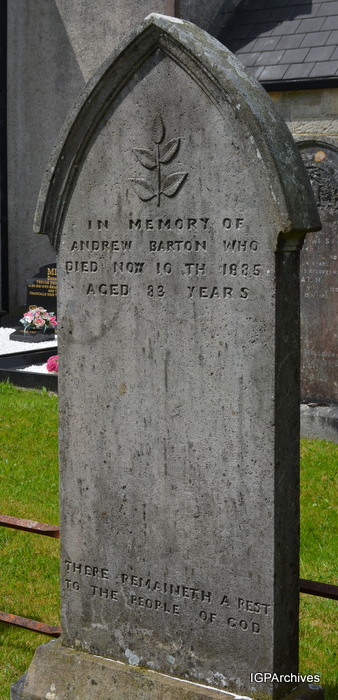 IN MEMORY OF
ANDREW BARTON WHO
DIED NOV 10 TH 1885
AGED 83 YEARS
THERE REMAINETH A REST
TO THE PEOPLE OF GOD
IGPArchives